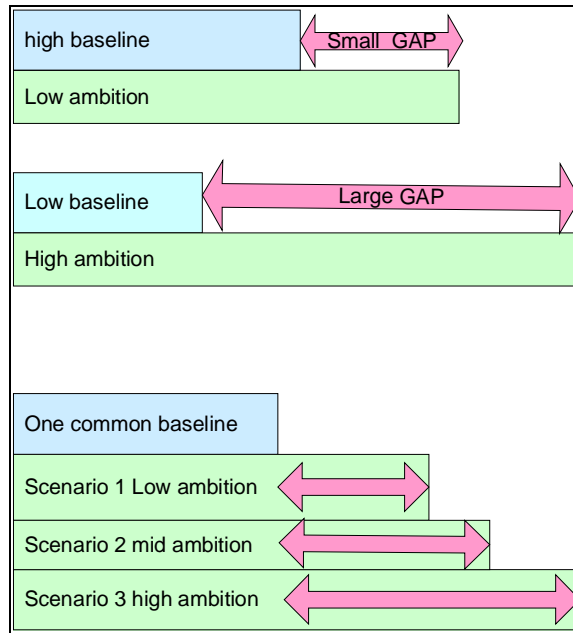 high baseline
Small GAP
Low ambition
Low baseline
Large GAP
High ambition
One common baseline
Scenario 1 Low ambition
Scenario 2 mid ambition
Scenario 3 high ambition